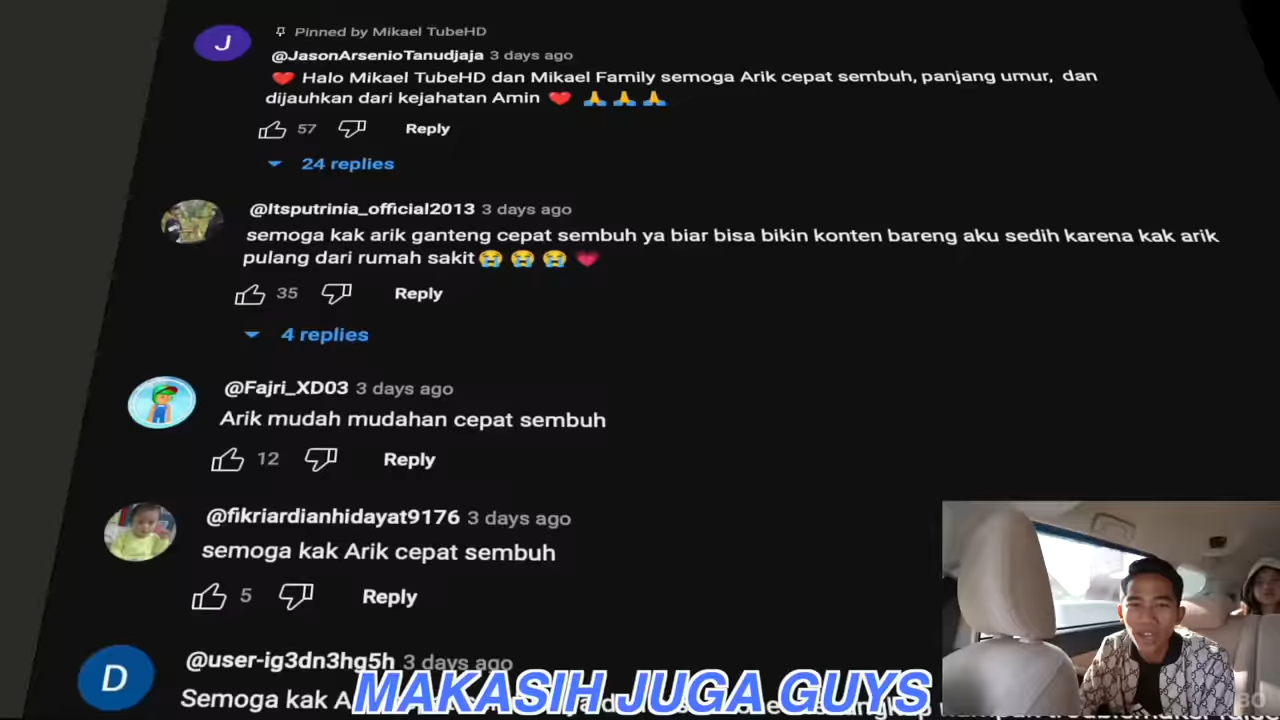 Pinned by Mikael TubeHD
@JasonArsenioTanudjaja 3 days ago
❤️ Halo Mikael TubeHD dan Mikael Family semoga Arik cepat sembuh, panjang umur, dan
dijauhkan dari kejahatan Amin ❤️ 🙏 🙏 🙏
57 Reply
24 replies
@Itsputrinia_official2013 3 days ago
semoga kak arik ganteng cepat sembuh ya biar bisa bikin konten bareng aku sedih karena kak arik
pulang dari rumah sakit😭 😭 😭 💗
35 Reply
4 replies
@Fajri_XD03 3 days ago
Arik mudah mudahan cepat sembuh
12 Reply
@fikriardianhidayat9176 3 days ago
semoga kak Arik cepat sembuh
5 Reply
@user-ig3dn3hg5h 3 days ago
Semoga kak
MAKASIH JUGA GUYS
J
D